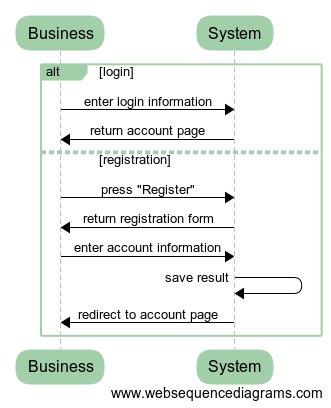 Business System
alt [login]
enter login information
return account page
[registration]
press "Register"
return registration form
enter account information
save result
redirect to account page
Business System
www.websequencediagrams.com